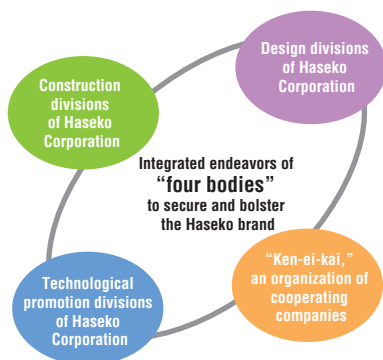 Design divisions
of Haseko
Corporation
Construction
divisions
of Haseko
Corporation
Integrated endeavors of
“four bodies”
to secure and bolster
the Haseko brand
Technological
promotion divisions
of Haseko
Corporation
“Ken-ei-kai,”
an organization of
cooperating
companies